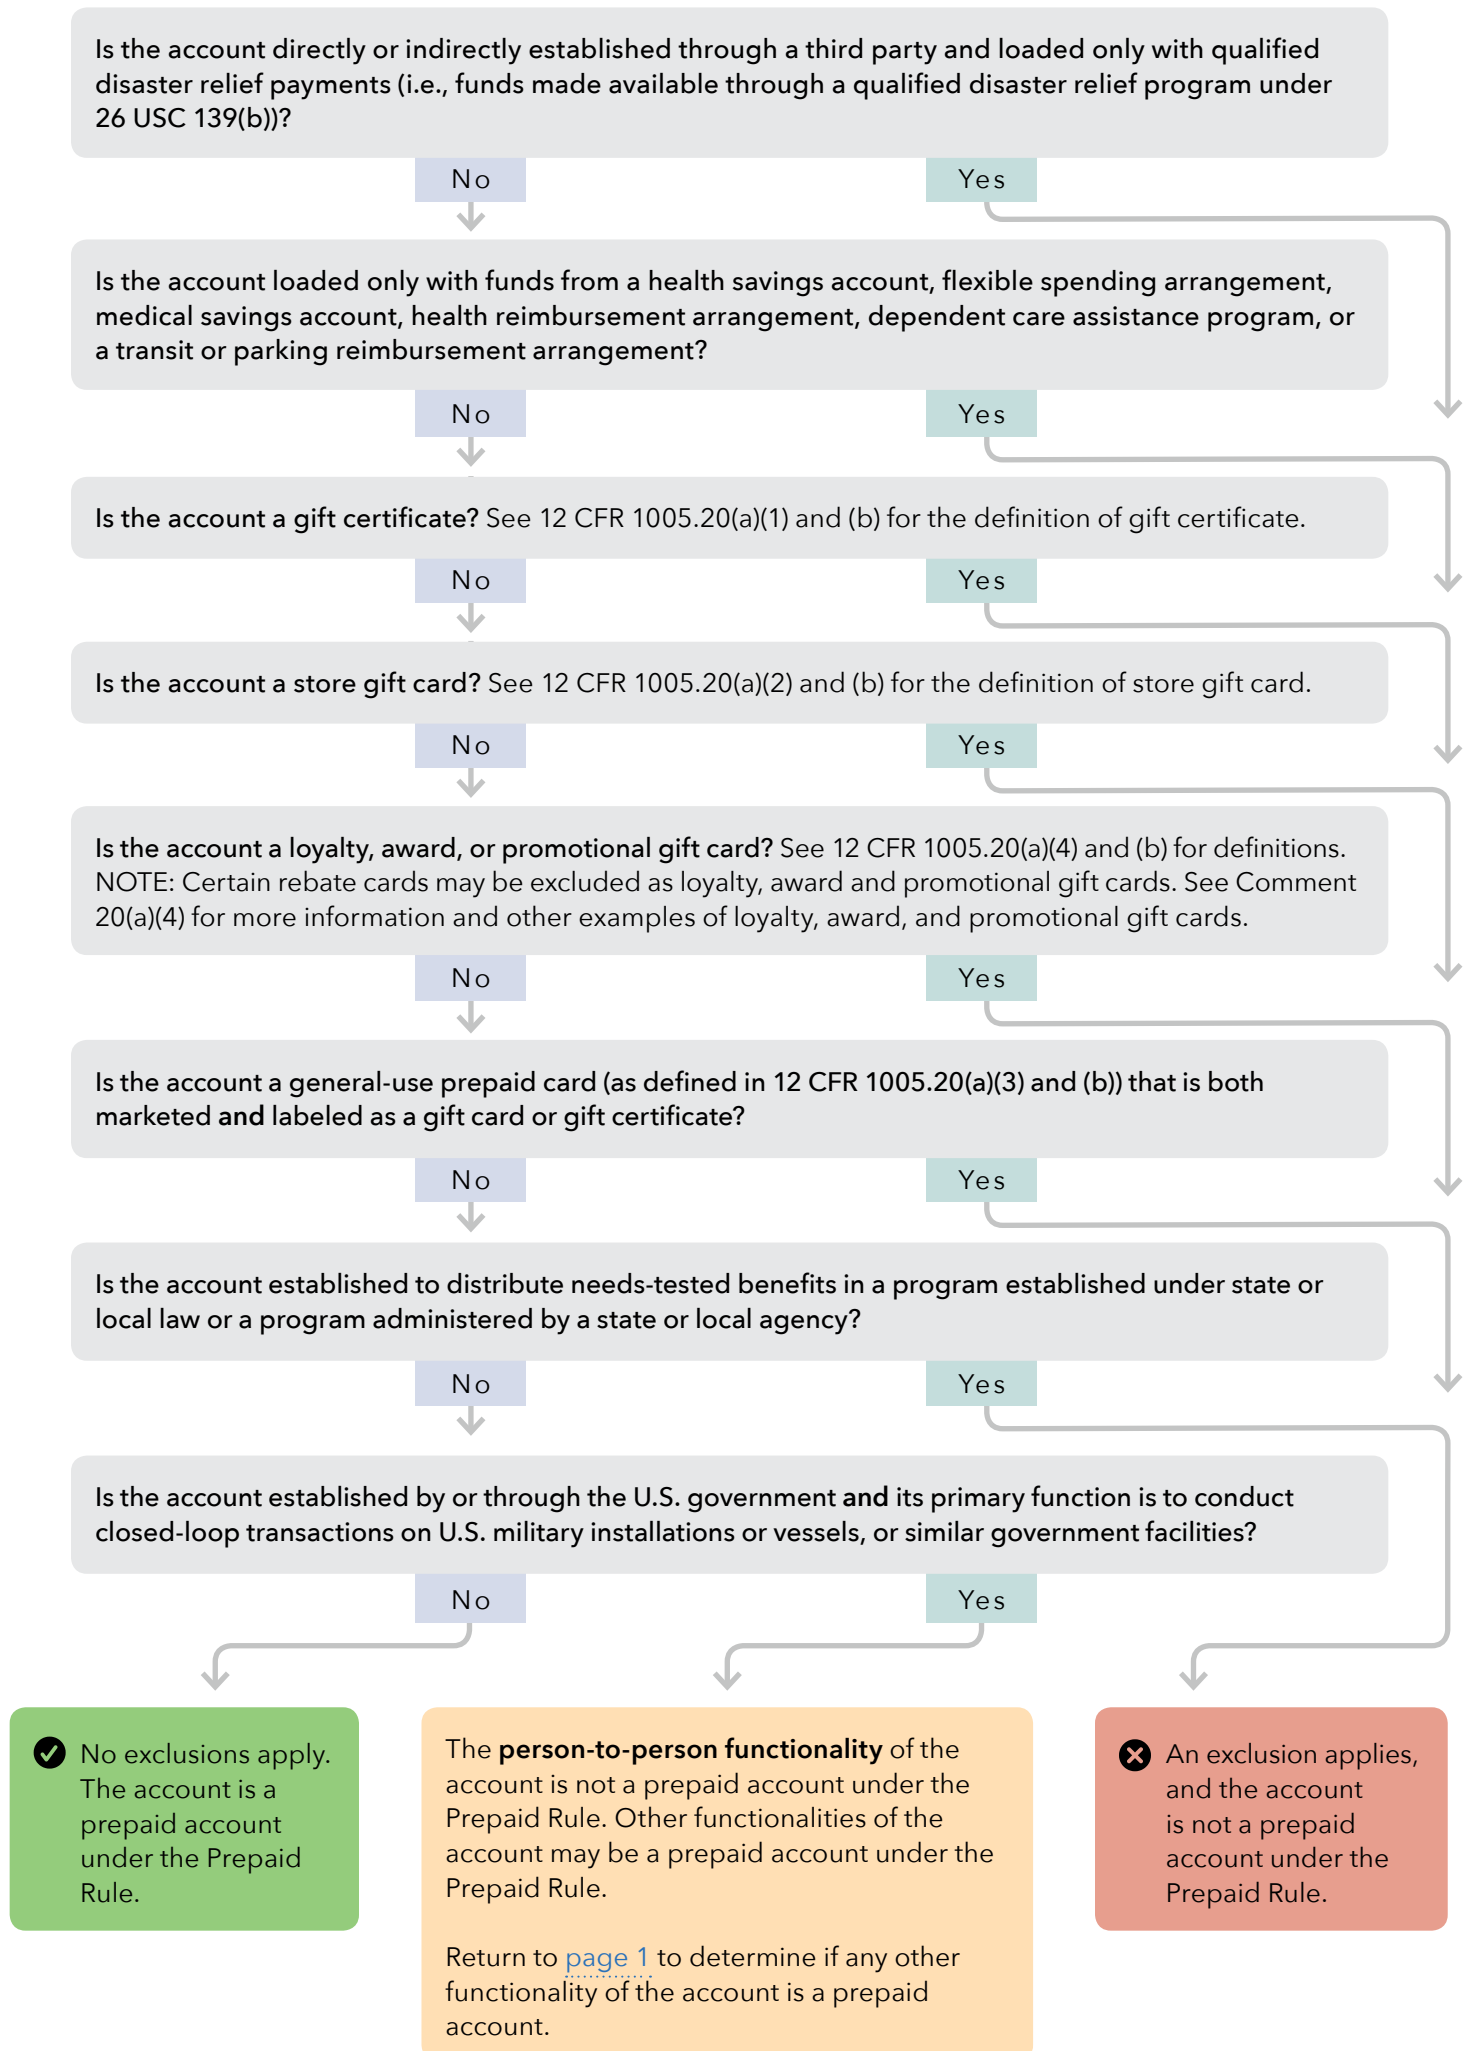 Is the account directly or indirectly established through a third party and loaded only with qualified
disaster relief payments (i.e., funds made available through a qualified disaster relief program under
26 USC 139(b))?
No
Yes
Is the account loaded only with funds from a health savings account, flexible spending arrangement,
medical savings account, health reimbursement arrangement, dependent care assistance program, or
a transit or parking reimbursement arrangement?
No
Yes
Is the account a gift certificate? See 12 CFR 1005.20(a)(1) and (b) for the definition of gift certificate.
No
Yes
Is the account a store gift card? See 12 CFR 1005.20(a)(2) and (b) for the definition of store gift card.
No
Yes
Is the account a loyalty, award, or promotional gift card? See 12 CFR 1005.20(a)(4) and (b) for definitions.
NOTE: Certain rebate cards may be excluded as loyalty, award and promotional gift cards. See Comment
20(a)(4) for more information and other examples of loyalty, award, and promotional gift cards.
No
Yes
Is the account a general-use prepaid card (as defined in 12 CFR 1005.20(a)(3) and (b)) that is both
marketed and labeled as a gift card or gift certificate?
No
Yes
Is the account established to distribute needs-tested benefits in a program established under state or
local law or a program administered by a state or local agency?
No
Yes
Is the account established by or through the U.S. government and its primary function is to conduct
closed-loop transactions on U.S. military installations or vessels, or similar government facilities?
No
Yes
No exclusions apply.
The account is a
prepaid account
under the Prepaid
Rule.
The person-to-person functionality of the
account is not a prepaid account under the
Prepaid Rule. Other functionalities of the
account may be a prepaid account under the
Prepaid Rule.
Return to page 1 to determine if any other
functionality of the account is a prepaid
account.
An exclusion applies,
and the account
is not a prepaid
account under the
Prepaid Rule.